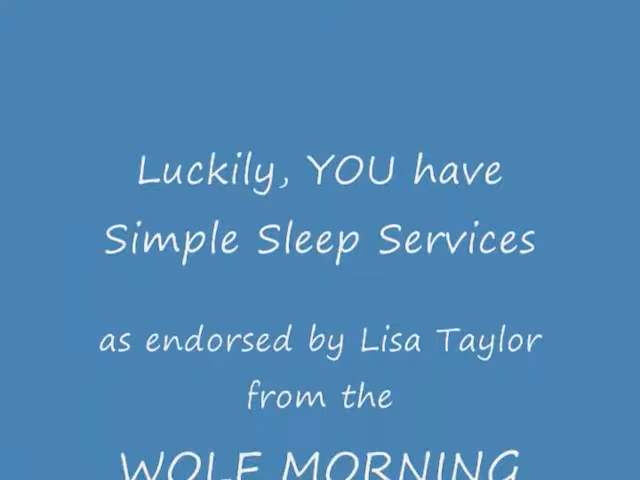 Luckily, YOU have
Simple Sleep Services
as endorsed by Lisa Taylor
from the
WOLF MORNING